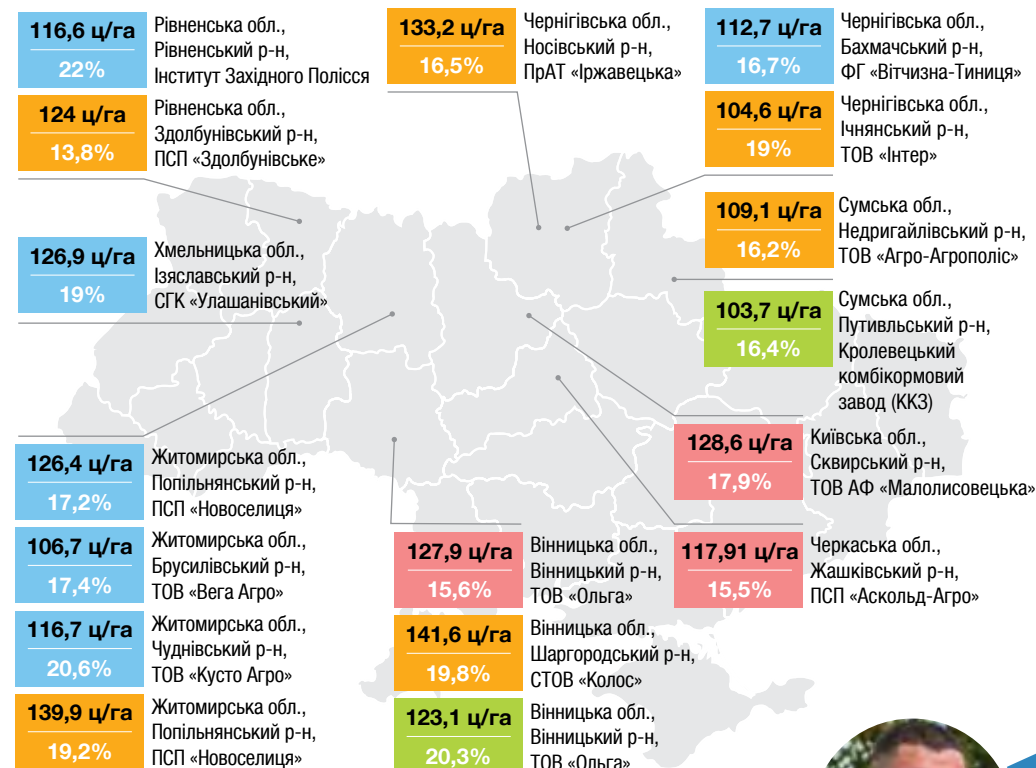 116,6 ц/га
22%
Рівненська обл.,
Рівненський р-н,
Інститут Західного Полісся
124 ц/га
13,8%
Рівненська обл.,
Здолбунівський р-н,
ПСП «Здолбунівське»
133,2 ц/га
16,5%
Чернігівська обл.,
Носівський р-н,
ПрАТ «Іржавецька»
112,7 ц/га
16,7%
Чернігівська обл.,
Бахмачський р-н,
ФГ «Вітчизна-Тиниця»
104,6 ц/га
19%
Чернігівська обл.,
Ічнянський р-н,
ТОВ «Інтер»
109,1 ц/га
16,2%
Сумська обл.,
Недригайлівський р-н,
ТОВ «Агро-Агрополіс»
103,7 ц/га
16,4%
Сумська обл.,
Путивльський р-н,
Кролевецький
комбікормовий
завод (ККЗ)
126,9 ц/га
19%
Хмельницька обл.,
Ізяславський р-н,
СГК «Улашанівський»
128,6 ц/га
17,9%
Київська обл.,
Сквирський р-н,
ТОВ АФ «Малолисовецька»
126,4 ц/га
17,2%
Житомирська обл.,
Попільнянський р-н,
ПСП «Новоселиця»
106,7 ц/га
17,4%
Житомирська обл.,
Брусилівський р-н,
ТОВ «Вега Агро»
116,7 ц/га
20,6%
Житомирська обл.,
Чуднівський р-н,
ТОВ «Кусто Агро»
139,9 ц/га
19,2%
Житомирська обл.,
Попільнянський р-н,
ПСП «Новоселиця»
127,9 ц/га
15,6%
Вінницька обл.,
Вінницький р-н,
ТОВ «Ольга»
141,6 ц/га
19,8%
Вінницька обл.,
Шаргородський р-н,
СТОВ «Колос»
123,1 ц/га
20,3%
Вінницька обл.,
Вінницький р-н,
ТОВ «Ольга»
117,91 ц/га
15,5%
Черкаська обл.,
Жашківський р-н,
ПСП «Аскольд-Агро»